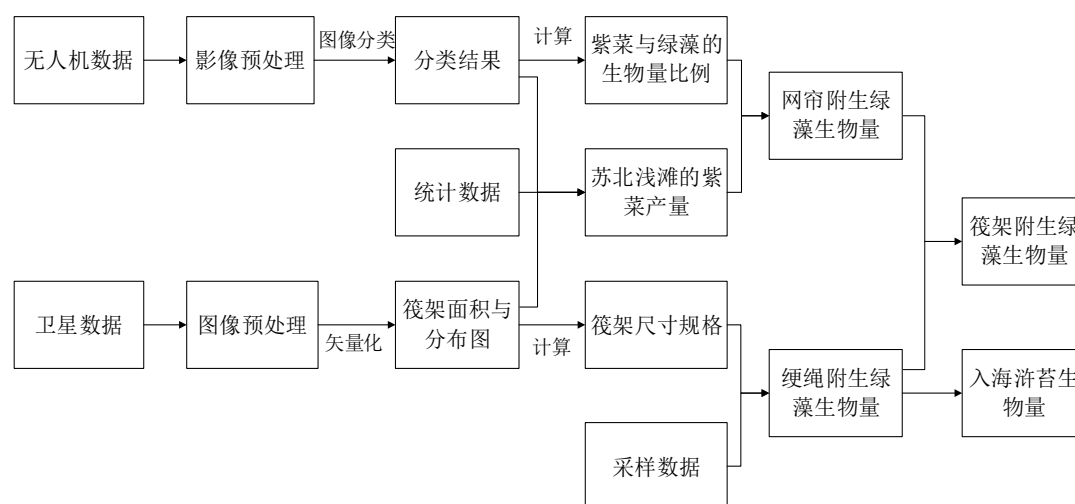 无人机数据
影像预处理
图像分类
分类结果
计算
紫菜与绿藻的
生物量比例
网帘附生绿
藻生物量
统计数据
苏北浅滩的紫
菜产量
筏架附生绿
藻生物量
卫星数据
图像预处理
矢量化
筏架面积与
分布图
计算
筏架尺寸规格
绠绳附生绿
藻生物量
入海浒苔生
物量
采样数据